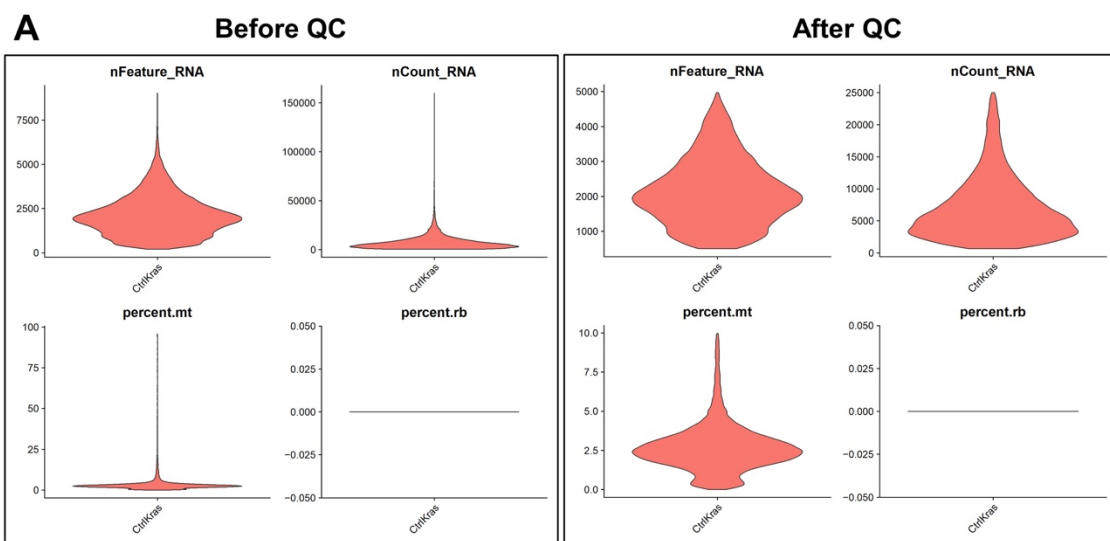 A
Before QC
After QC
nFeature_RNA
7500
5000
2500
0
CtrlKras
nCount_RNA
150000
100000
50000
0
CtrlKras
percent.mt
100
75
50
25
0
CtrlKras
percent.rb
0.050
0.025
0.000
−0.025
−0.050
CtrlKras
nFeature_RNA
5000
4000
3000
2000
1000
CtrlKras
nCount_RNA
25000
20000
15000
10000
5000
0
CtrlKras
percent.mt
10.0
7.5
5.0
2.5
0.0
CtrlKras
percent.rb
0.050
0.025
0.000
−0.025
−0.050
CtrlKras